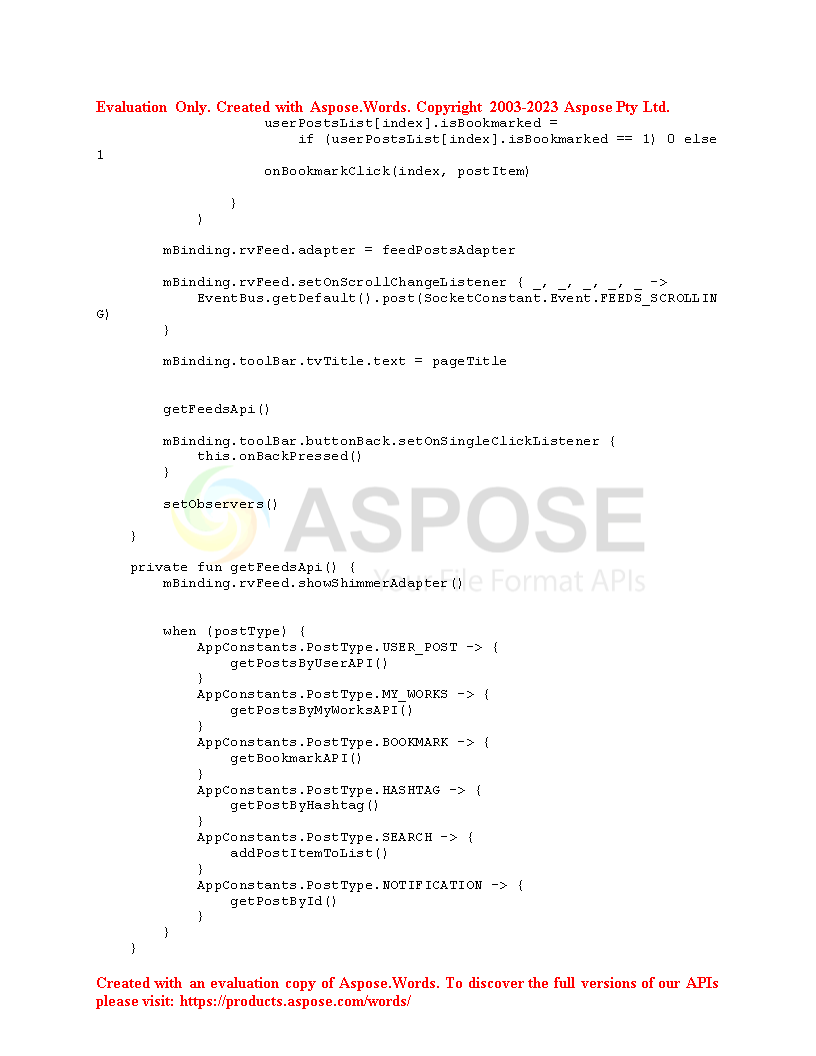 Evaluation Only. Created with Aspose.Words. Copyright 2003-2023 Aspose Pty Ltd.
                    userPostsList[index].isBookmarked =
                        if (userPostsList[index].isBookmarked == 1) 0 else
1
                    onBookmarkClick(index, postItem)

                }
            )

        mBinding.rvFeed.adapter = feedPostsAdapter

        mBinding.rvFeed.setOnScrollChangeListener { _, _, _, _, _ ->
            EventBus.getDefault().post(SocketConstant.Event.FEEDS_SCROLLIN
G)
        }

        mBinding.toolBar.tvTitle.text = pageTitle


        getFeedsApi()

        mBinding.toolBar.buttonBack.setOnSingleClickListener {
            this.onBackPressed()
        }

        setObservers()
ASPOSE
    }

    private fun getFeedsApi() {
        mBinding.rvFeed.showShimmerAdapter()
Your File Format APIs


        when (postType) {
            AppConstants.PostType.USER_POST -> {
                getPostsByUserAPI()
            }
            AppConstants.PostType.MY_WORKS -> {
                getPostsByMyWorksAPI()
            }
            AppConstants.PostType.BOOKMARK -> {
                getBookmarkAPI()
            }
            AppConstants.PostType.HASHTAG -> {
                getPostByHashtag()
            }
            AppConstants.PostType.SEARCH -> {
                addPostItemToList()
            }
            AppConstants.PostType.NOTIFICATION -> {
                getPostById()
            }
        }
    }

Created with an evaluation copy of Aspose.Words. To discover the full versions of our APIs
please visit: https://products.aspose.com/words/